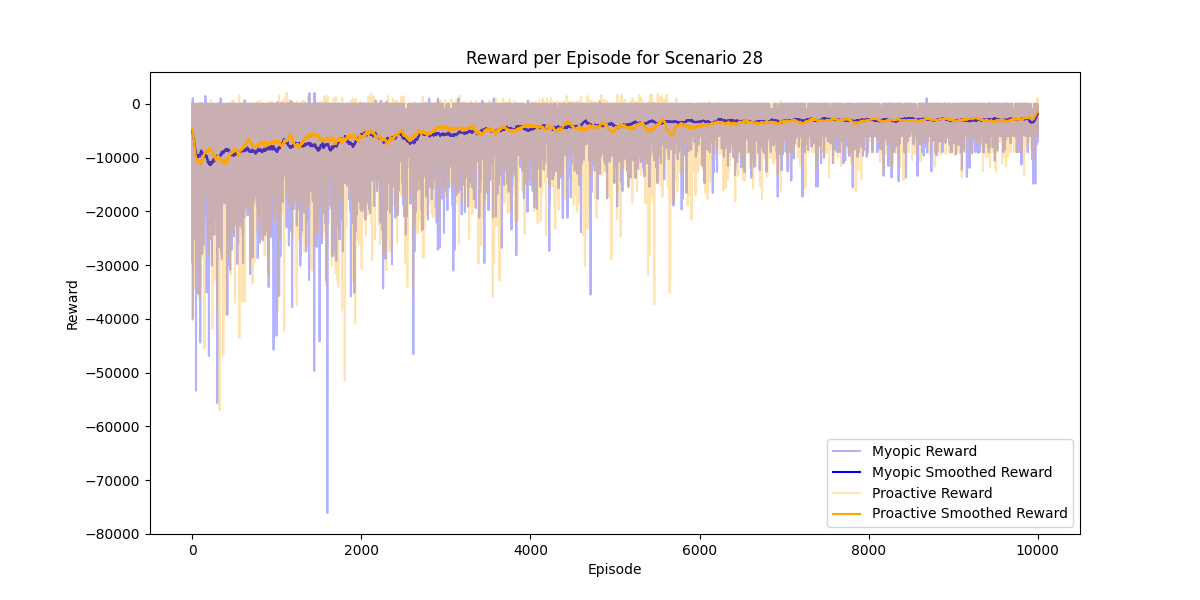 Reward per Episode for Scenario 28
0
−10000
−20000
−30000
−40000
−50000
−60000
−70000
−80000
Reward
0
2000
4000
6000
8000
10000
Episode
Myopic Reward
Myopic Smoothed Reward
Proactive Reward
Proactive Smoothed Reward